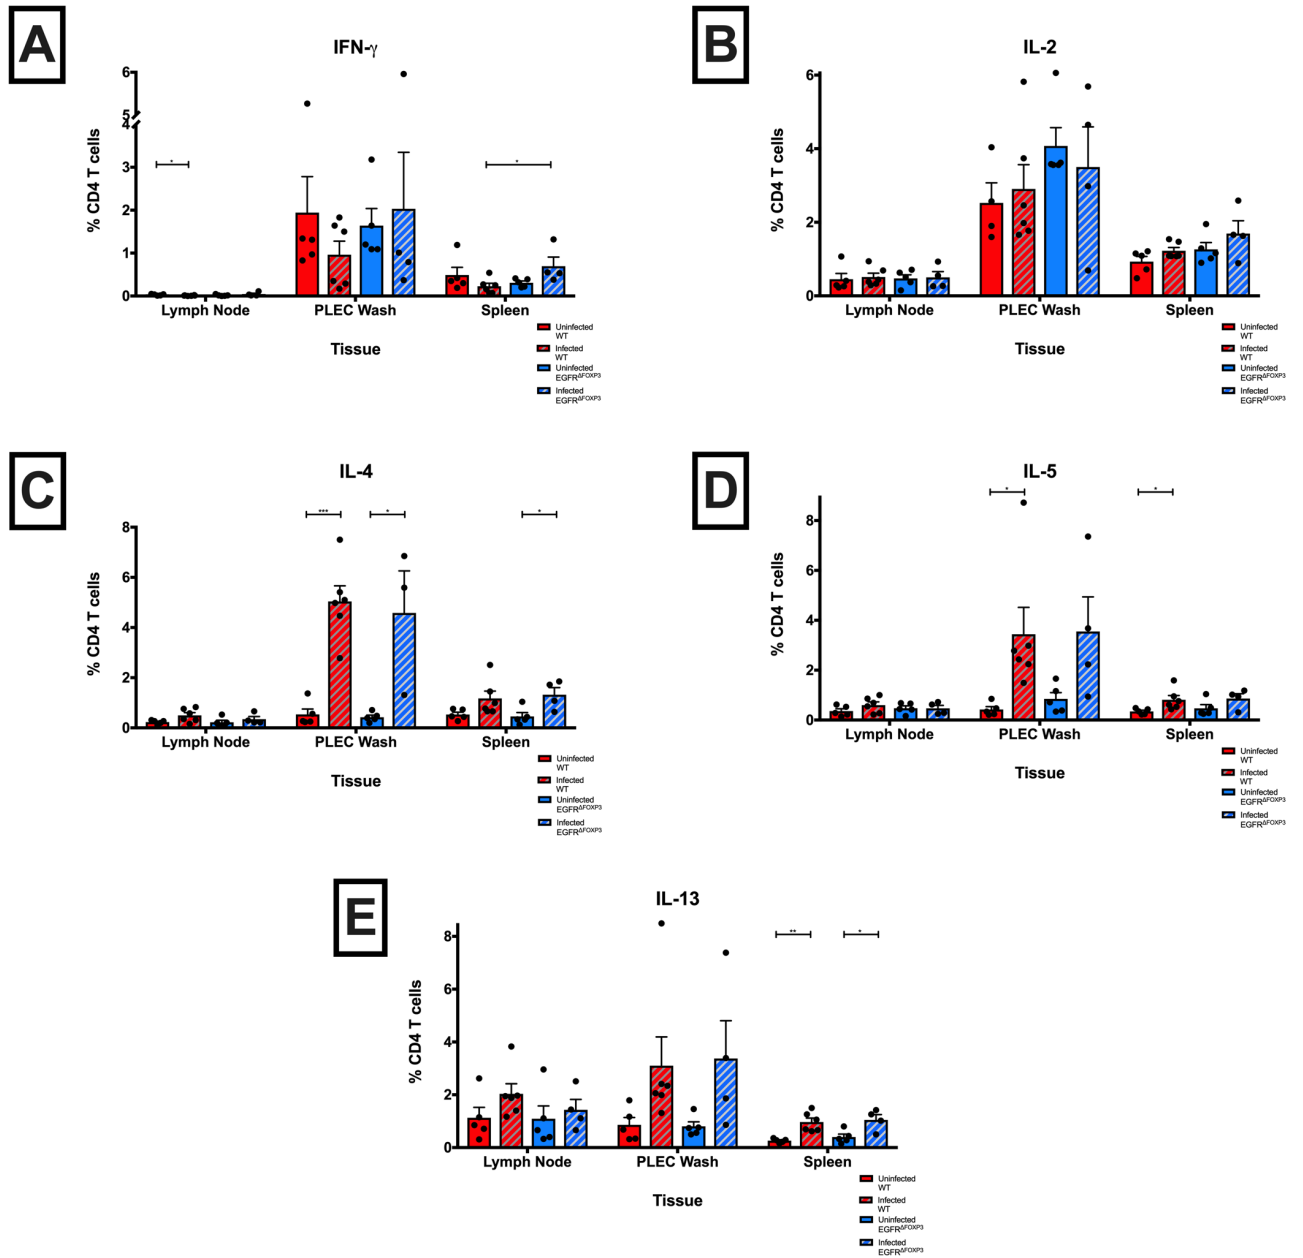 A
IFN-γ
% CD4 T cells
6
5
4
3
2
1
0
*
*
Lymph Node PLEC Wash Spleen
Tissue
Uninfected
WT
Infected
WT
Uninfected
EGFRΔFOXP3
Infected
EGFRΔFOXP3
B
IL-2
% CD4 T cells
6
4
2
0
Lymph Node PLEC Wash Spleen
Tissue
Uninfected
WT
Infected
WT
Uninfected
EGFRΔFOXP3
Infected
EGFRΔFOXP3
C
IL-4
% CD4 T cells
8
6
4
2
0
***
*
*
Lymph Node PLEC Wash Spleen
Tissue
Uninfected
WT
Infected
WT
Uninfected
EGFRΔFOXP3
Infected
EGFRΔFOXP3
D
IL-5
% CD4 T cells
8
6
4
2
0
*
*
Lymph Node PLEC Wash Spleen
Tissue
Uninfected
WT
Infected
WT
Uninfected
EGFRΔFOXP3
Infected
EGFRΔFOXP3
E
IL-13
% CD4 T cells
8
6
4
2
0
**
*
Lymph Node PLEC Wash Spleen
Tissue
Uninfected
WT
Infected
WT
Uninfected
EGFRΔFOXP3
Infected
EGFRΔFOXP3